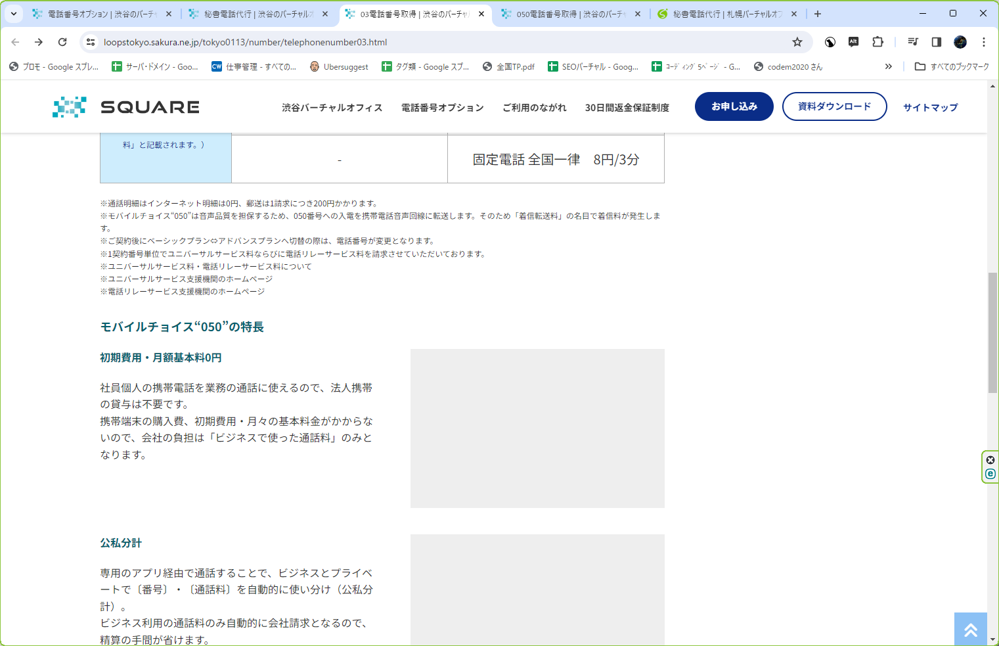 電話番号オプション | 渋谷のバーチャ
秘書電話代行 | 渋谷のバーチャルオ
03電話番号取得 | 渋谷のバーチャル
050電話番号取得 | 渋谷のバーチャ
秘書電話代行 | 札幌バーチャルオフ
loopstokyo.sakura.ne.jp/tokyo0113/number/telephonenumber03.html
プロモ - Google スプレ...
サーバ・ドメイン - Goo...
仕事管理 - すべての...
Ubersuggest
タグ類 - Google スプ...
全国TP.pdf
SEOバーチャル - Goog...
コーディング 5ページ - G...
codem2020 さん
すべてのブックマーク
SQUARE
渋谷バーチャルオフィス
電話番号オプション
ご利用のながれ
30日間返金保証制度
お申し込み
資料ダウンロード
サイトマップ
料」と記載されます。）
-
固定電話 全国一律　8円/3分
※通話明細はインターネット明細は0円、郵送は1請求につき200円かかります。
※モバイルチョイス“050”は音声品質を担保するため、050番号への入電を携帯電話音声回線に転送します。そのため「着信転送料」の名目で着信料が発生しま
す。
※ご契約後にベーシックプラン⇔アドバンスプランへ切替の際は、電話番号が変更となります。
※1契約番号単位でユニバーサルサービス料ならびに電話リレーサービス料を請求させていただいております。
※ユニバーサルサービス料・電話リレーサービス料について
※ユニバーサルサービス支援機関のホームページ
※電話リレーサービス支援機関のホームページ
モバイルチョイス“050”の特長
初期費用・月額基本料0円
社員個人の携帯電話を業務の通話に使えるので、法人携帯
の貸与は不要です。
携帯端末の購入費、初期費用・月々の基本料金がかからな
いので、会社の負担は「ビジネスで使った通話料」のみと
なります。
公私分計
専用のアプリ経由で通話することで、ビジネスとプライベ
ートで〔番号〕・〔通話料〕を自動的に使い分け（公私分
計）。
ビジネス利用の通話料のみ自動的に会社請求となるので、
精算の手間が省けます。